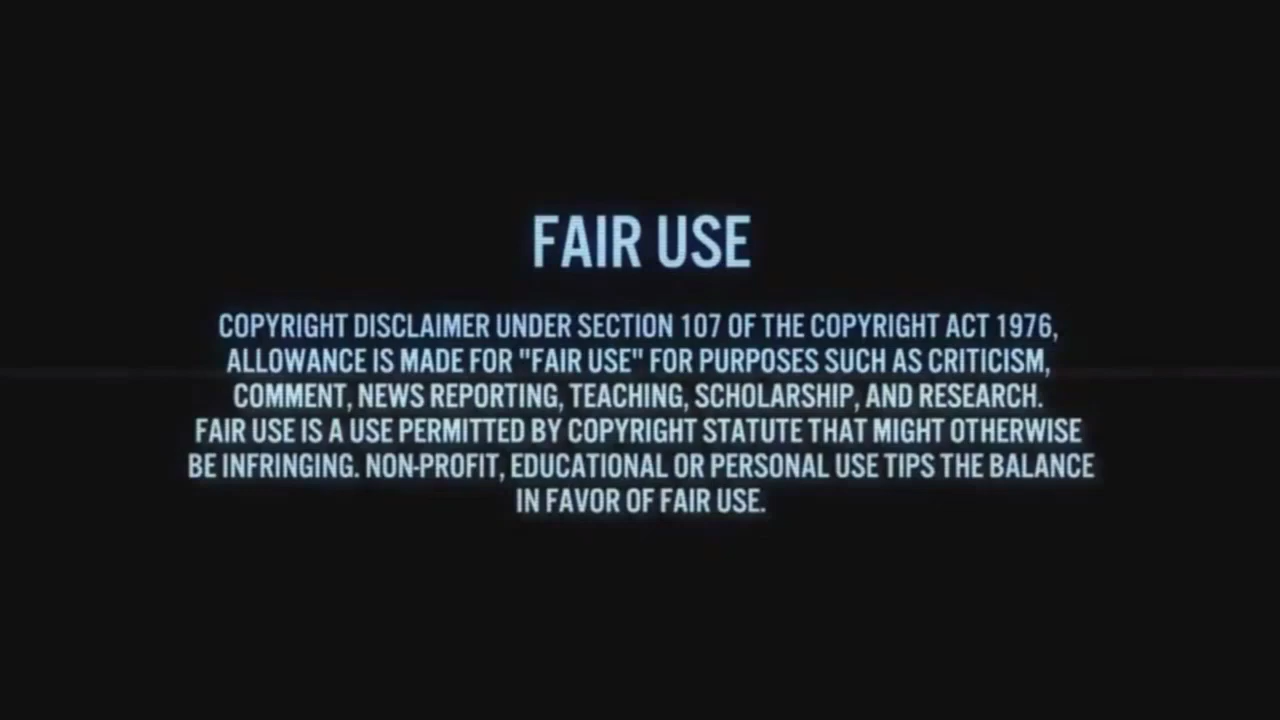 FAIR USE
COPYRIGHT DISCLAIMER UNDER SECTION 107 OF THE COPYRIGHT ACT 1976,
ALLOWANCE IS MADE FOR "FAIR USE" FOR PURPOSES SUCH AS CRITICISM,
COMMENT, NEWS REPORTING, TEACHING, SCHOLARSHIP, AND RESEARCH.
FAIR USE IS A USE PERMITTED BY COPYRIGHT STATUTE THAT MIGHT OTHERWISE
BE INFRINGING. NON-PROFIT, EDUCATIONAL OR PERSONAL USE TIPS THE BALANCE
IN FAVOR OF FAIR USE.